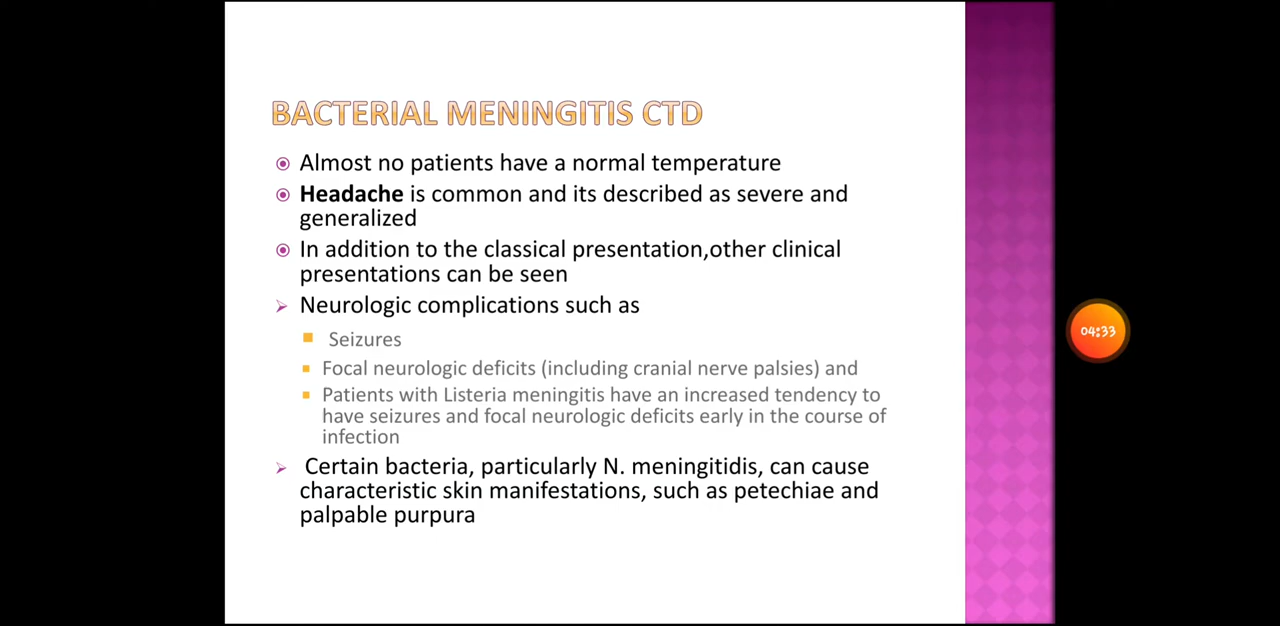 BACTERIAL MENINGITIS CTD
Almost no patients have a normal temperature
Headache is common and its described as severe and
generalized
In addition to the classical presentation,other clinical
presentations can be seen
Neurologic complications such as
Seizures
Focal neurologic deficits (including cranial nerve palsies) and
Patients with Listeria meningitis have an increased tendency to
have seizures and focal neurologic deficits early in the course of
infection
Certain bacteria, particularly N. meningitidis, can cause
characteristic skin manifestations, such as petechiae and
palpable purpura
04:33